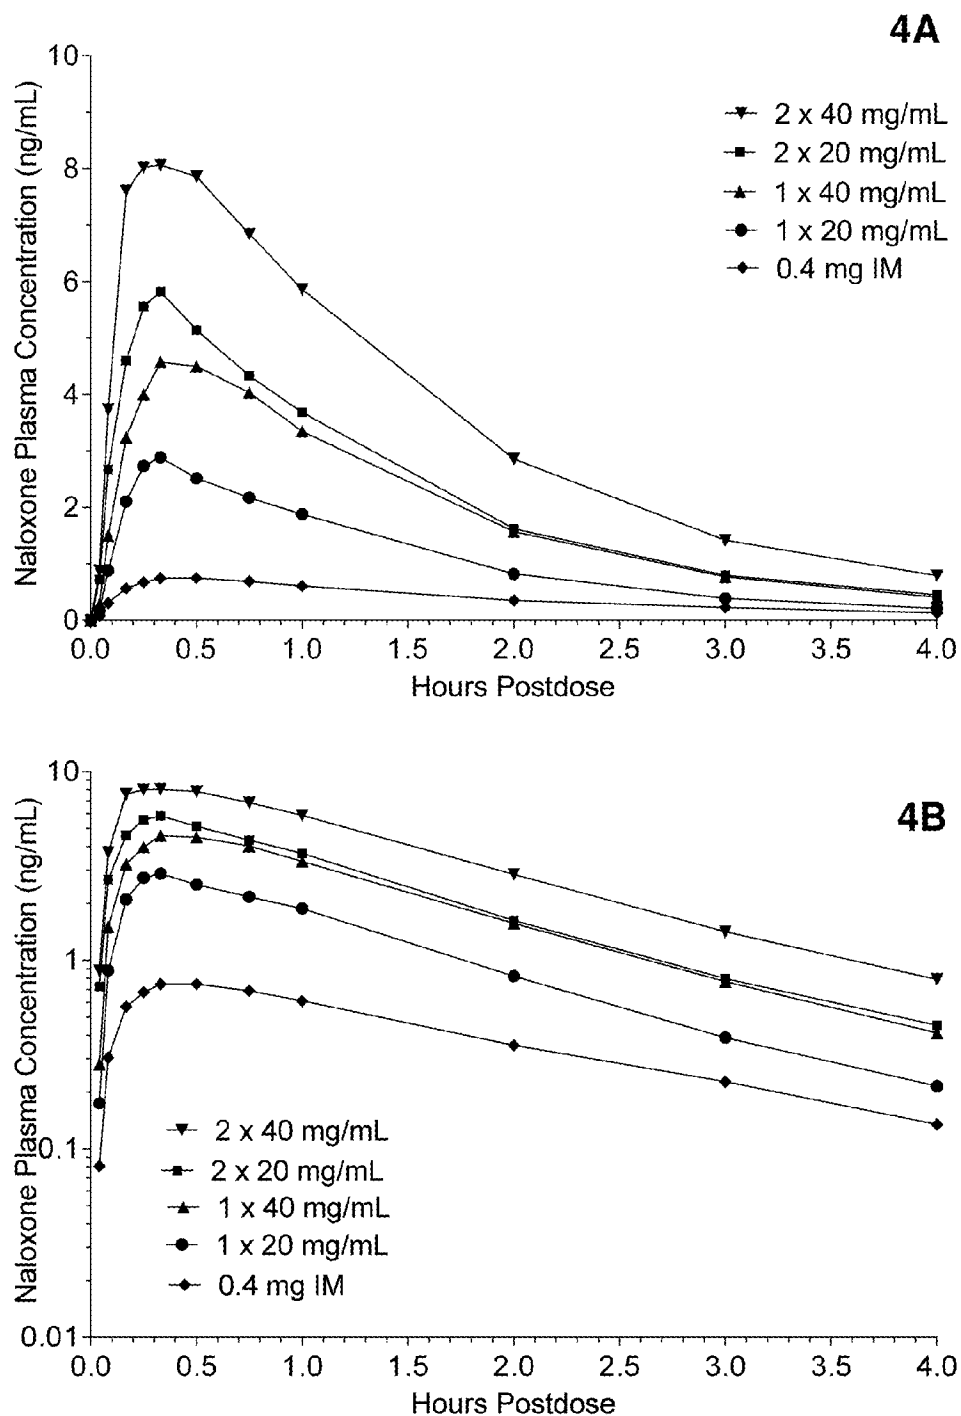 4A
Naloxone Plasma Concentration (ng/mL)
10
8
6
4
2
0
2 x 40 mg/mL
2 x 20 mg/mL
1 x 40 mg/mL
1 x 20 mg/mL
0.4 mg IM
0.0 0.5 1.0 1.5 2.0 2.5 3.0 3.5 4.0
Hours Postdose
4B
Naloxone Plasma Concentration (ng/mL)
10
1
0.1
0.01
2 x 40 mg/mL
2 x 20 mg/mL
1 x 40 mg/mL
1 x 20 mg/mL
0.4 mg IM
0.0 0.5 1.0 1.5 2.0 2.5 3.0 3.5 4.0
Hours Postdose